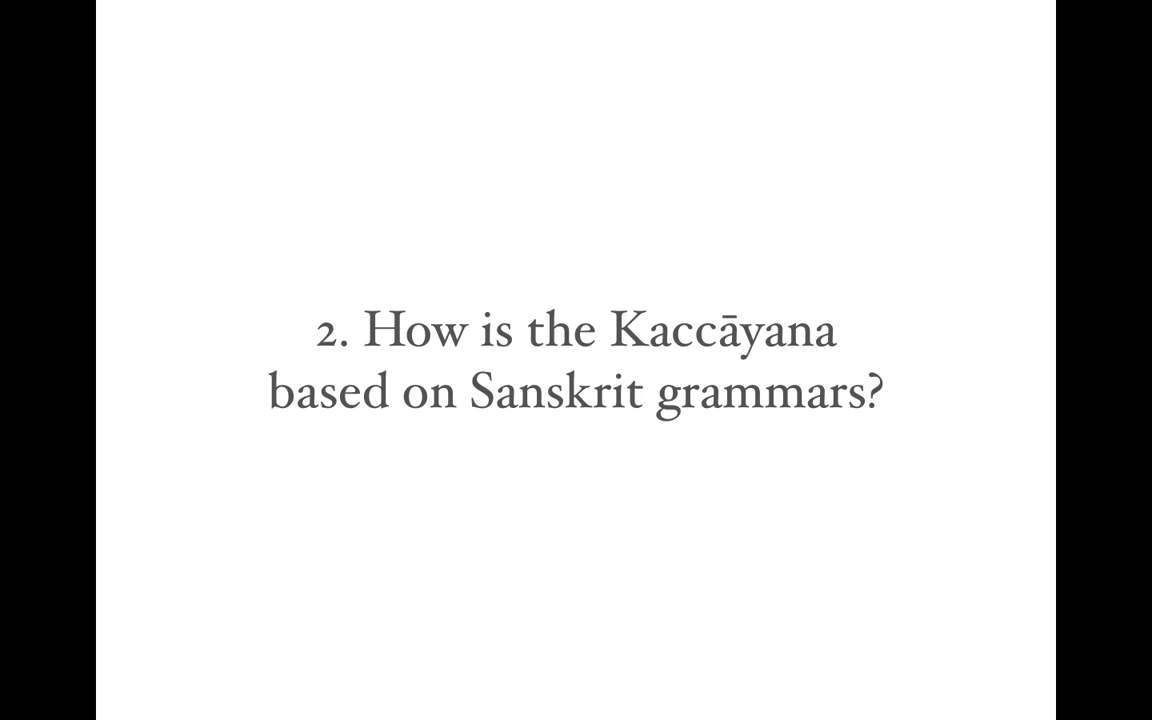 2. How is the Kaccāyana
based on Sanskrit grammars?